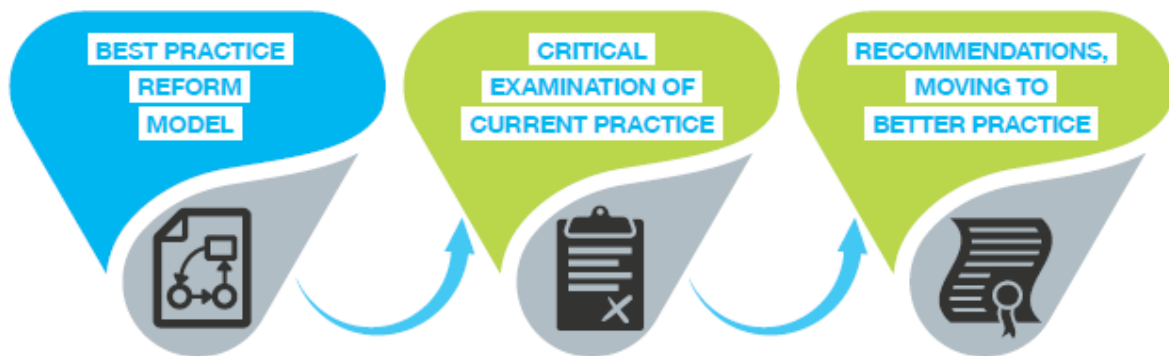 BEST PRACTICE
REFORM
MODEL
CRITICAL
EXAMINATION OF
CURRENT PRACTICE
RECOMMENDATIONS,
MOVING TO
BETTER PRACTICE